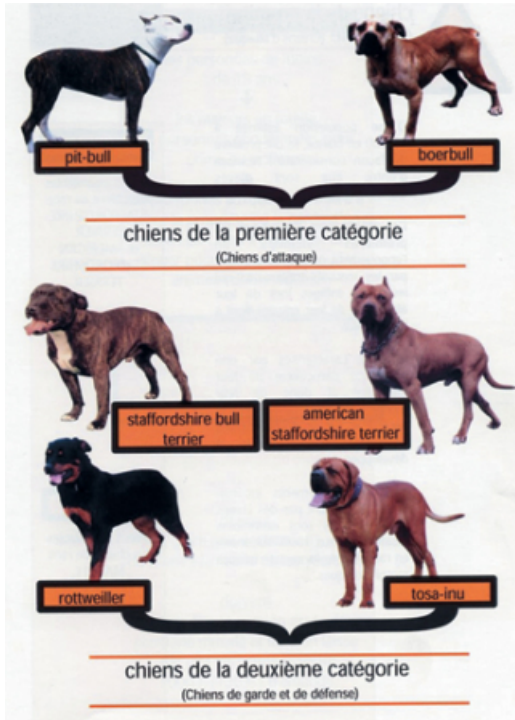 pit-bull
boerbull
chiens de la première catégorie
(Chiens d'attaque)
staffordshire bull
terrier
american
staffordshire terrier
rottweiller
tosa-inu
chiens de la deuxième catégorie
(Chiens de garde et de défense)